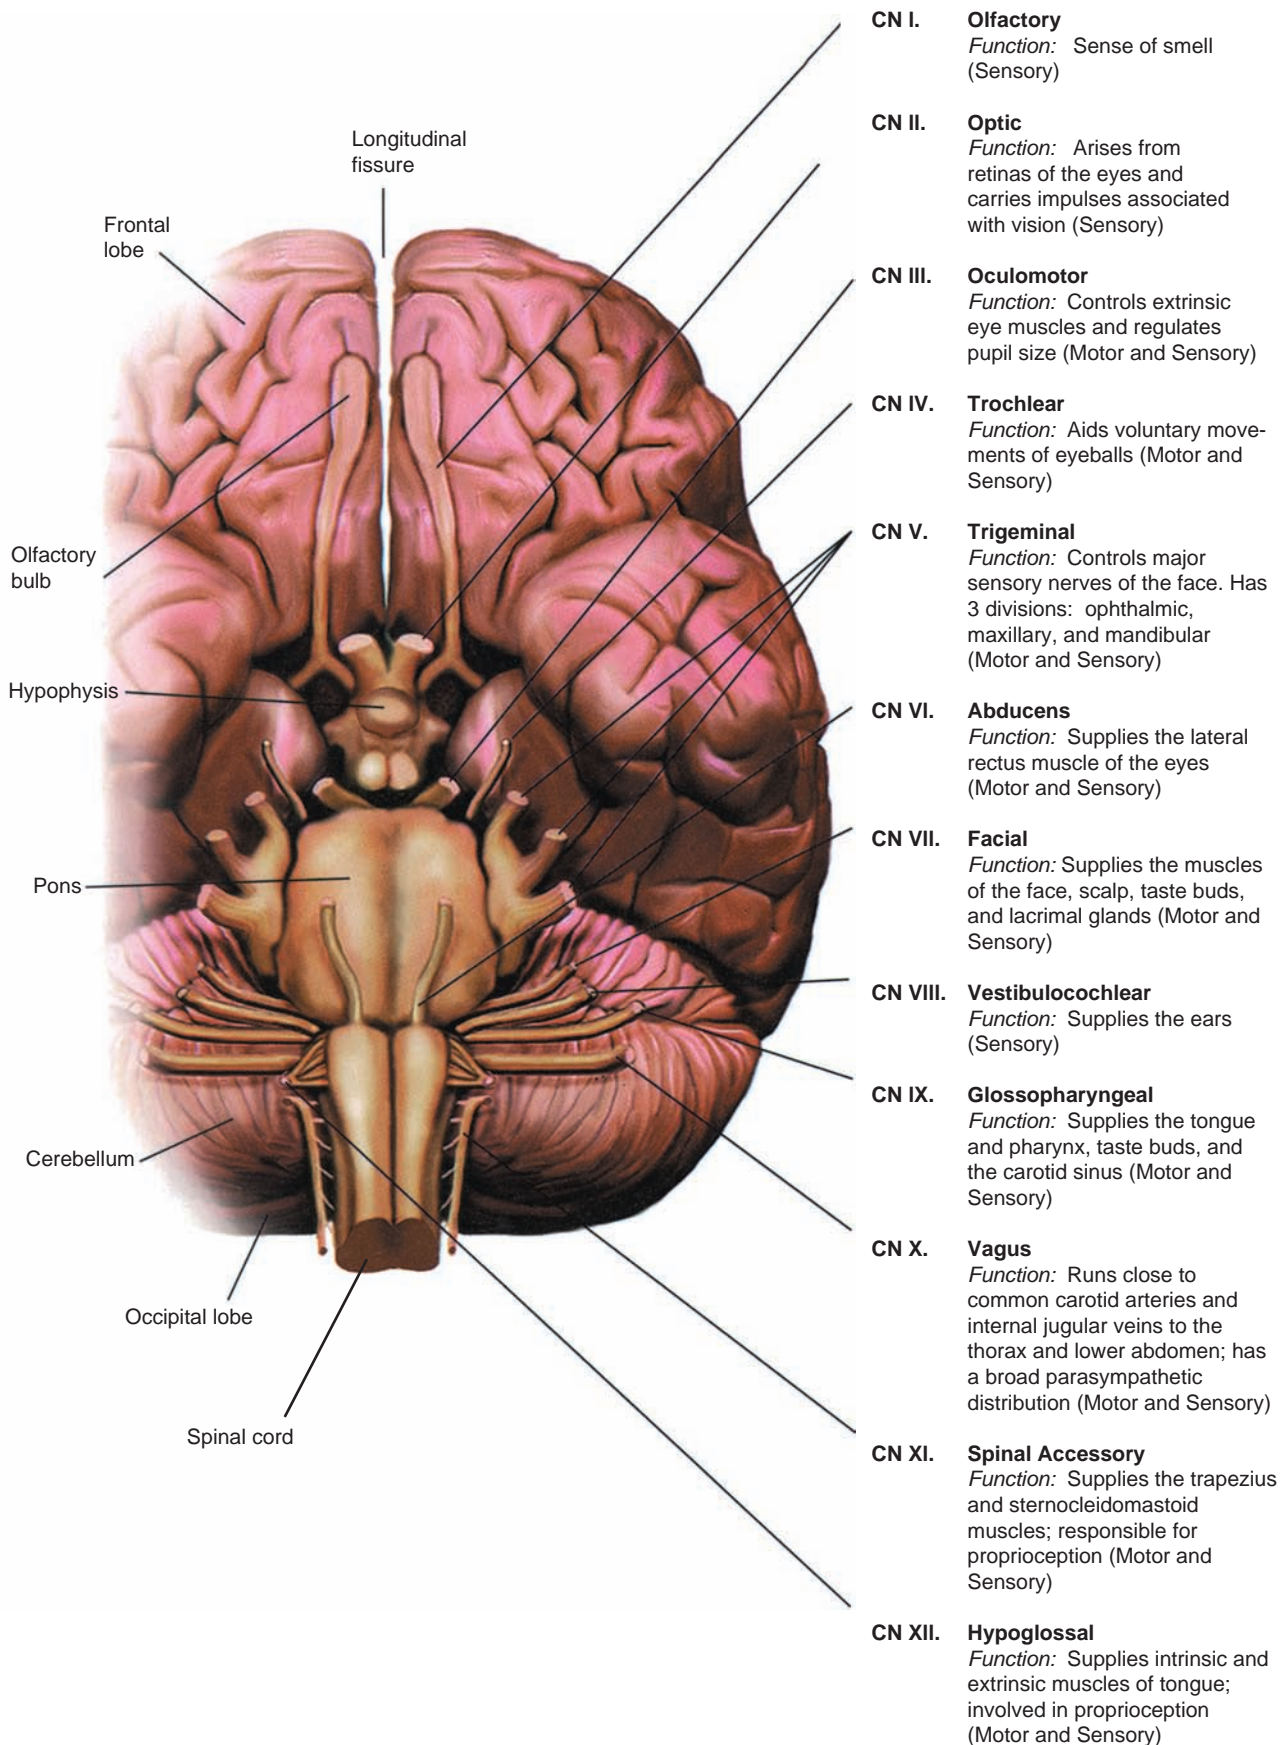 Longitudinal
fissure
Frontal
lobe
Olfactory
bulb
Hypophysis
Pons
Cerebellum
Occipital lobe
Spinal cord
CN I. Olfactory
Function: Sense of smell
(Sensory)
CN II. Optic
Function: Arises from
retinas of the eyes and
carries impulses associated
with vision (Sensory)
CN III. Oculomotor
Function: Controls extrinsic
eye muscles and regulates
pupil size (Motor and Sensory)
CN IV. Trochlear
Function: Aids voluntary move-
ments of eyeballs (Motor and
Sensory)
CN V. Trigeminal
Function: Controls major
sensory nerves of the face. Has
3 divisions: ophthalmic,
maxillary, and mandibular
(Motor and Sensory)
CN VI. Abducens
Function: Supplies the lateral
rectus muscle of the eyes
(Motor and Sensory)
CN VII. Facial
Function: Supplies the muscles
of the face, scalp, taste buds,
and lacrimal glands (Motor and
Sensory)
CN VIII. Vestibulocochlear
Function: Supplies the ears
(Sensory)
CN IX. Glossopharyngeal
Function: Supplies the tongue
and pharynx, taste buds, and
the carotid sinus (Motor and
Sensory)
CN X. Vagus
Function: Runs close to
common carotid arteries and
internal jugular veins to the
thorax and lower abdomen; has
a broad parasympathetic
distribution (Motor and Sensory)
CN XI. Spinal Accessory
Function: Supplies the trapezius
and sternocleidomastoid
muscles; responsible for
proprioception (Motor and
Sensory)
CN XII. Hypoglossal
Function: Supplies intrinsic and
extrinsic muscles of tongue;
involved in proprioception
(Motor and Sensory)